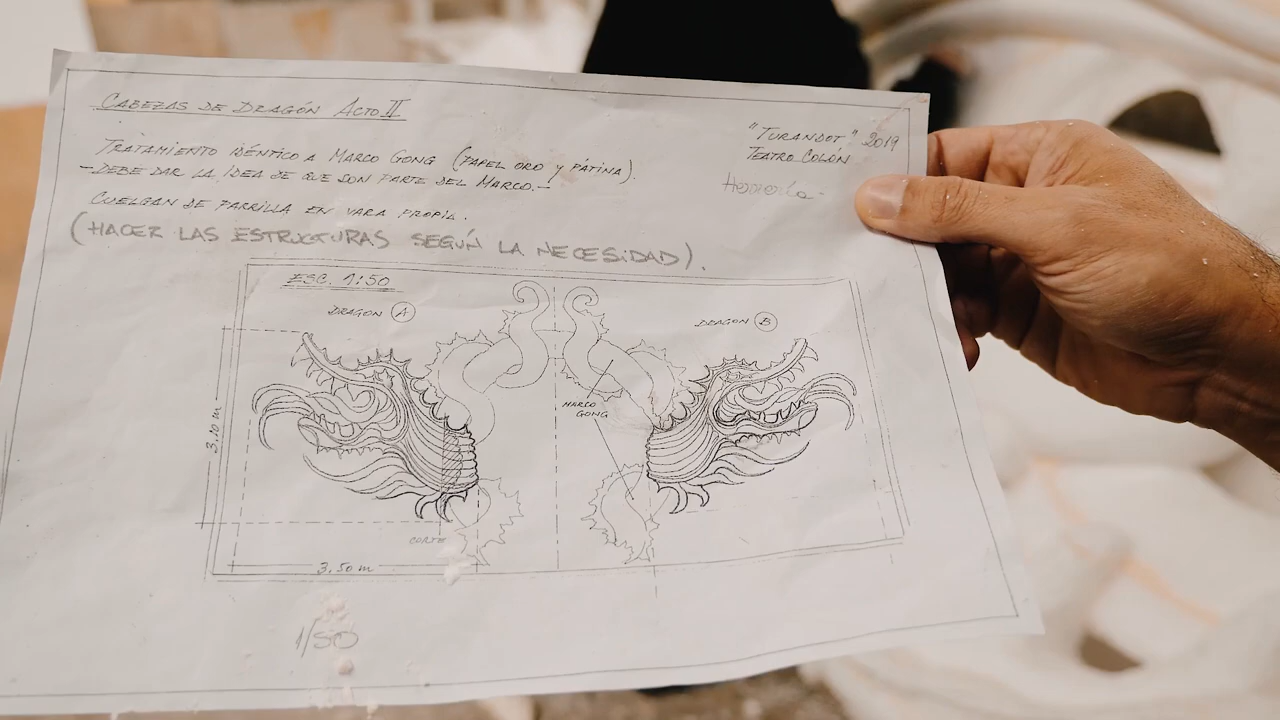 CABEZAS DE DRAGÓN ACTO II
"TURANDOT," 2019
TEATRO COLÓN
TRATAMIENTO IDÉNTICO A MARCO GONG (PAPEL ORO Y PÁTINA).
-DEBE DAR LA IDEA DE QUE SON PARTE DEL MARCO.-
CUELGAN DE PARRILLA EN VARA PROPIA.
(HACER LAS ESTRUCTURAS SEGÚN LA NECESIDAD).
ESC. 1:50
DRAGON A
DRAGON B
MARCO
GONG
3.10 m
CORTE
3.50 m
1/50